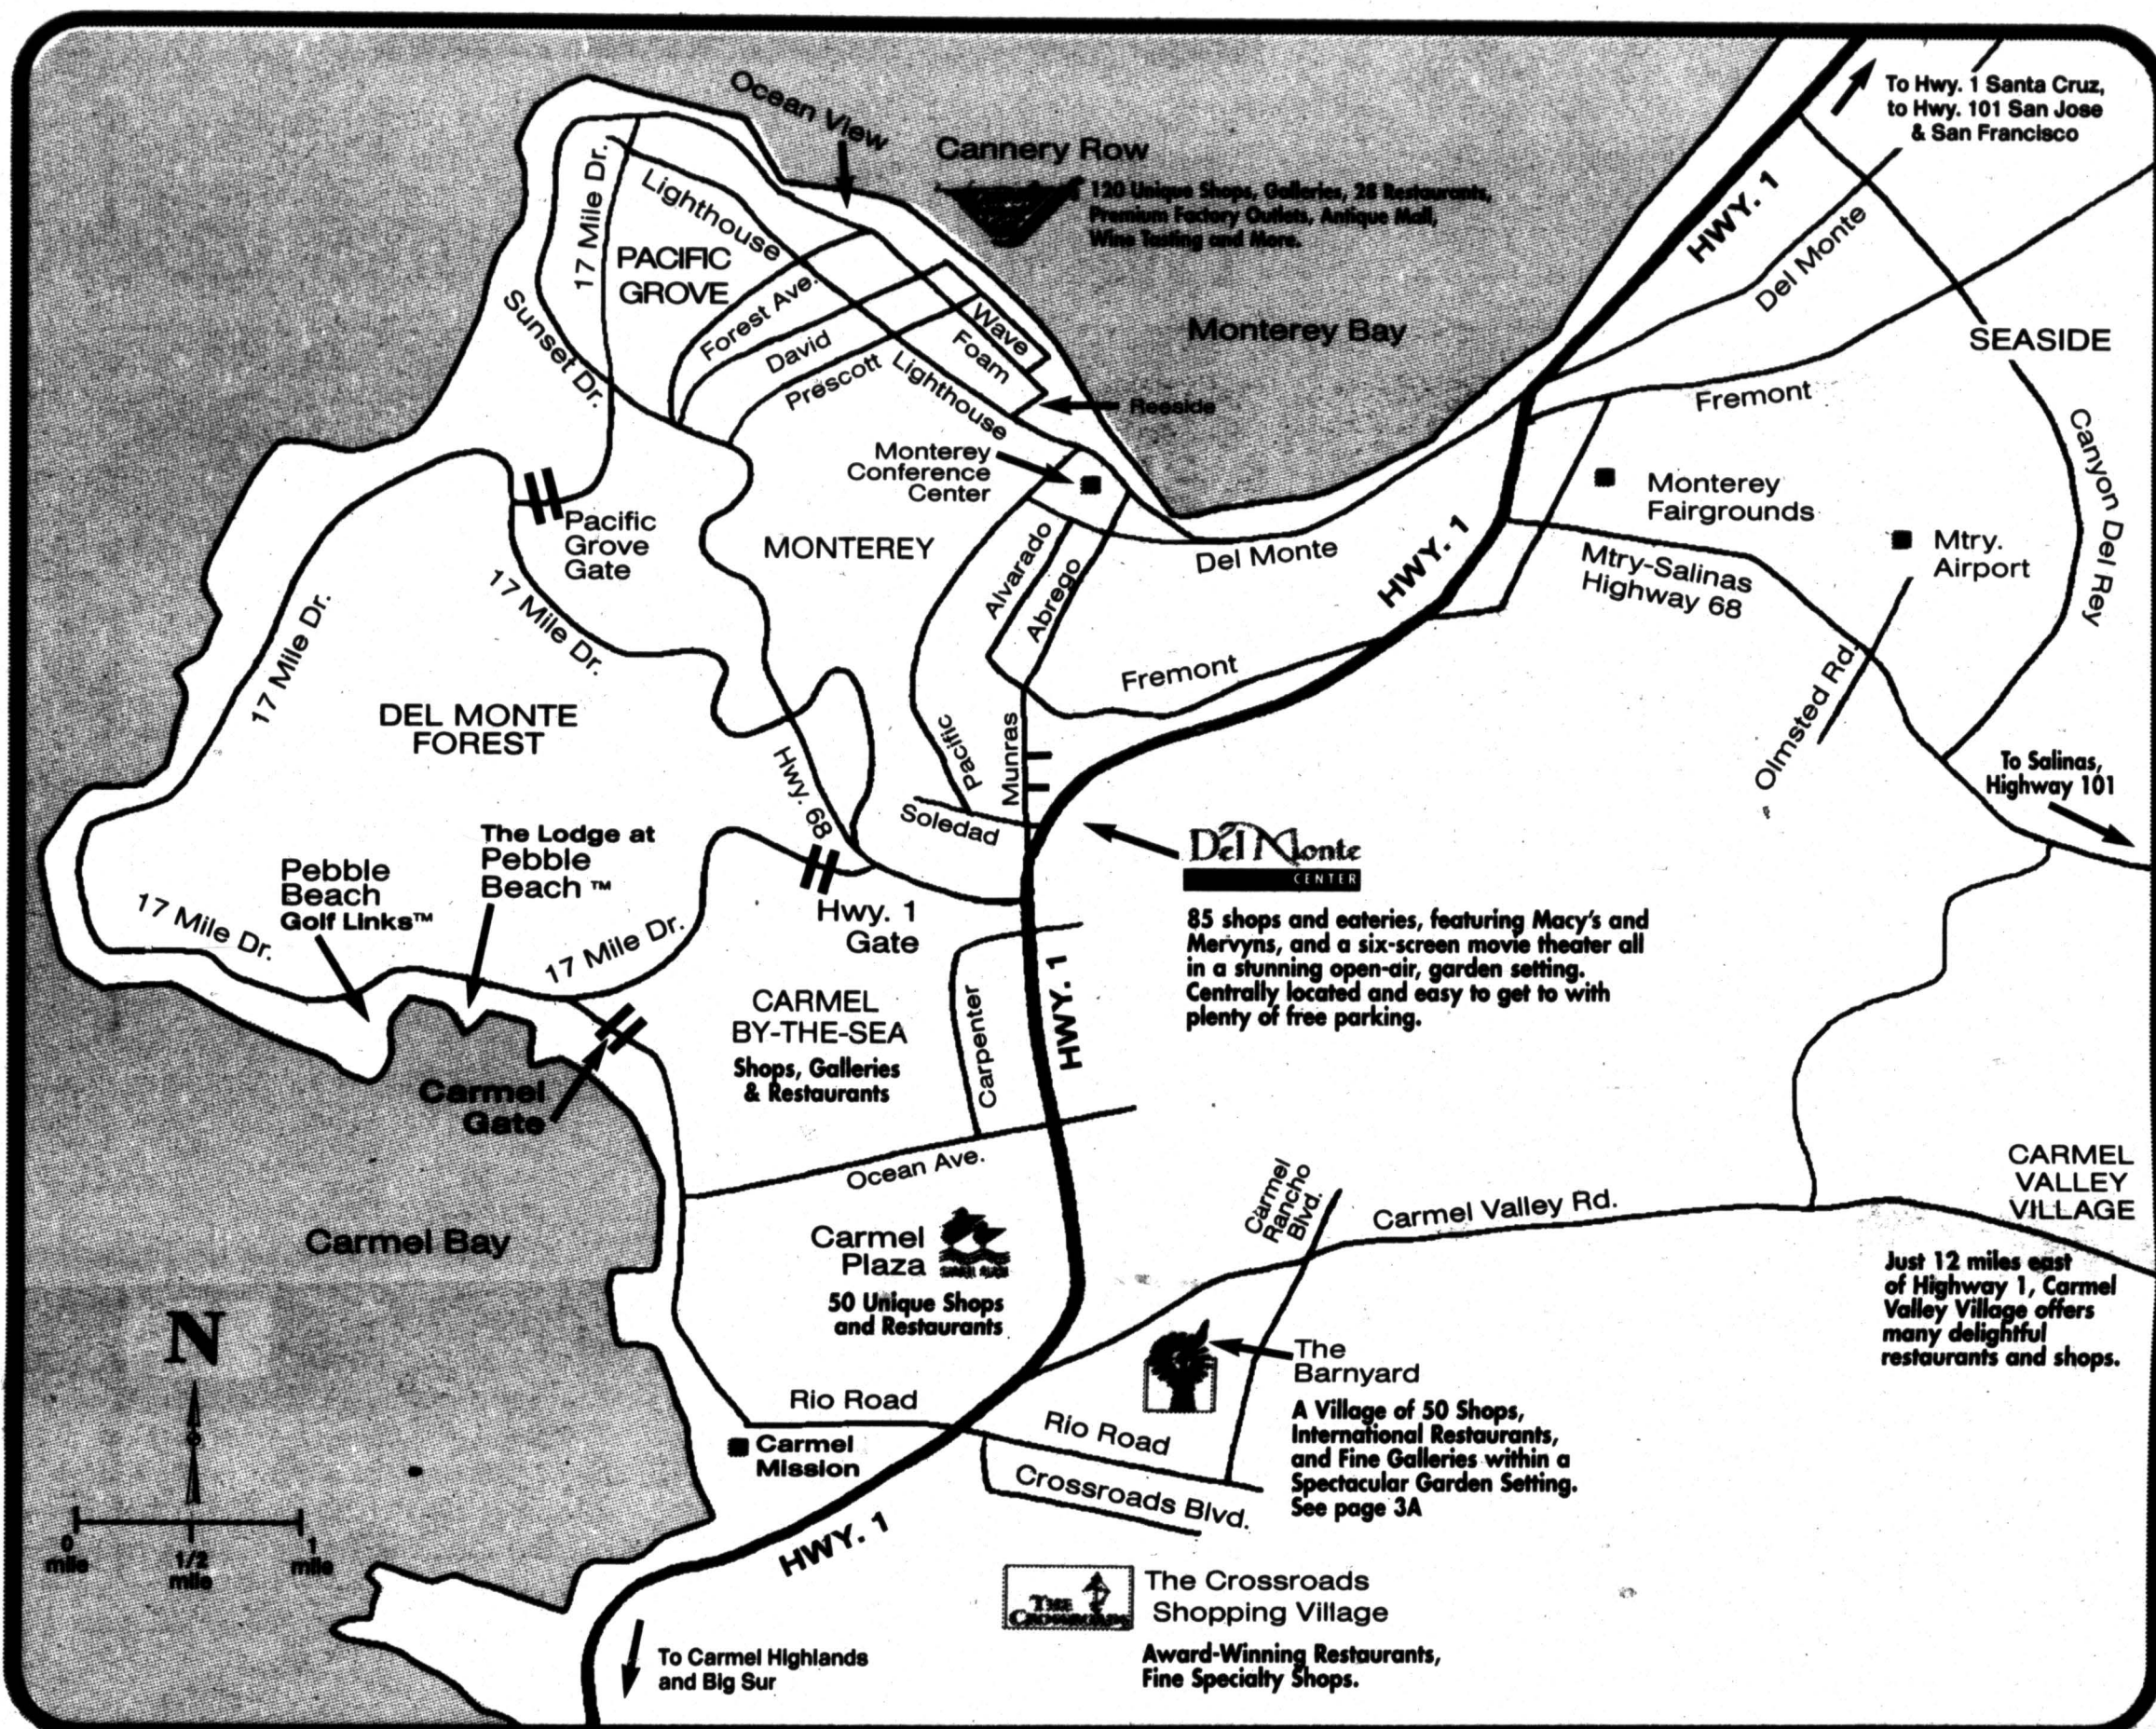 To Hwy. 1 Santa Cruz,
to Hwy. 101 San Jose
& San Francisco
Ocean View
Cannery Row
120 Unique Shops, Galleries, 28 Restaurants,
Premium Factory Outlets, Antique Mall,
Wine Tasting and More.
HWY. 1
Del Monte
17 Mile Dr.
Lighthouse
PACIFIC
GROVE
Forest Ave.
Sunset Dr.
David
Prescott
Wave
Foam
Lighthouse
Reeside
Monterey Bay
SEASIDE
Fremont
Canyon Del Rey
Monterey
Conference
Center
Monterey
Fairgrounds
Mtry.
Airport
Pacific
Grove
Gate
MONTEREY
Alvarado
Abrego
Del Monte
HWY. 1
Mtry-Salinas
Highway 68
17 Mile Dr.
17 Mile Dr.
Fremont
Olmsted Rd.
DEL MONTE
FOREST
Pacific
Munras
Hwy. 68
Soledad
To Salinas,
Highway 101
The Lodge at
Pebble
Beach ™
Pebble
Beach
Golf Links™
Del Monte
CENTER
85 shops and eateries, featuring Macy's and
Mervyns, and a six-screen movie theater all
in a stunning open-air, garden setting.
Centrally located and easy to get to with
plenty of free parking.
17 Mile Dr.
17 Mile Dr.
Hwy. 1
Gate
CARMEL
BY-THE-SEA
Shops, Galleries
& Restaurants
Carpenter
HWY. 1
Carmel
Gate
Ocean Ave.
Carmel
Rancho
Blvd.
Carmel Valley Rd.
CARMEL
VALLEY
VILLAGE
Just 12 miles east
of Highway 1, Carmel
Valley Village offers
many delightful
restaurants and shops.
Carmel Bay
Carmel
Plaza
50 Unique Shops
and Restaurants
N
The
Barnyard
A Village of 50 Shops,
International Restaurants,
and Fine Galleries within a
Spectacular Garden Setting.
See page 3A
Rio Road
Rio Road
Carmel
Mission
Crossroads Blvd.
HWY. 1
0
mile
1/2
mile
1
mile
THE
CROSSROADS
The Crossroads
Shopping Village
Award-Winning Restaurants,
Fine Specialty Shops.
To Carmel Highlands
and Big Sur